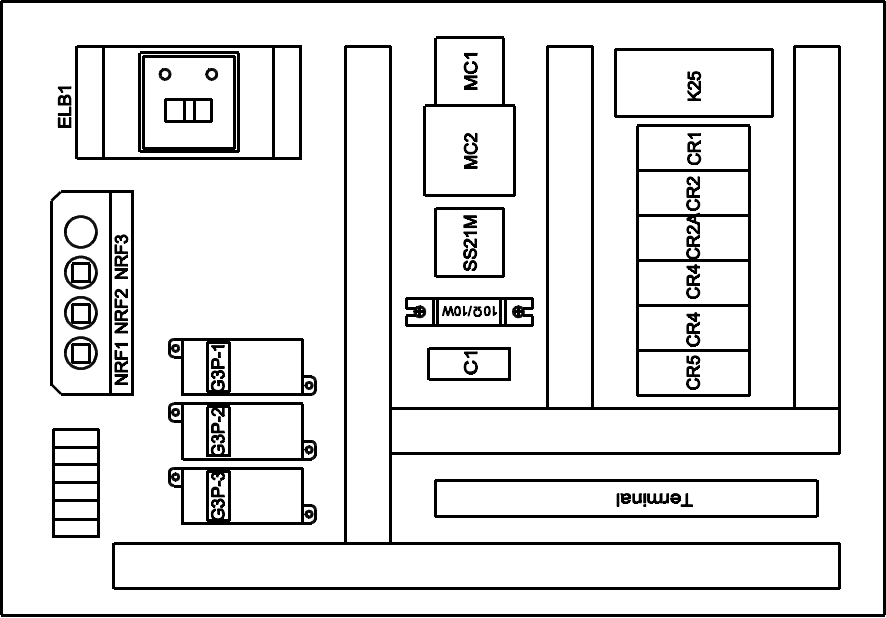 ELB1
MC1
MC2
SS21M
10Ω/10W
C1
K25
CR1
CR2
CR2A
CR4
CR4
CR5
NRF1 NRF2 NRF3
G3P-1
G3P-2
G3P-3
Terminal